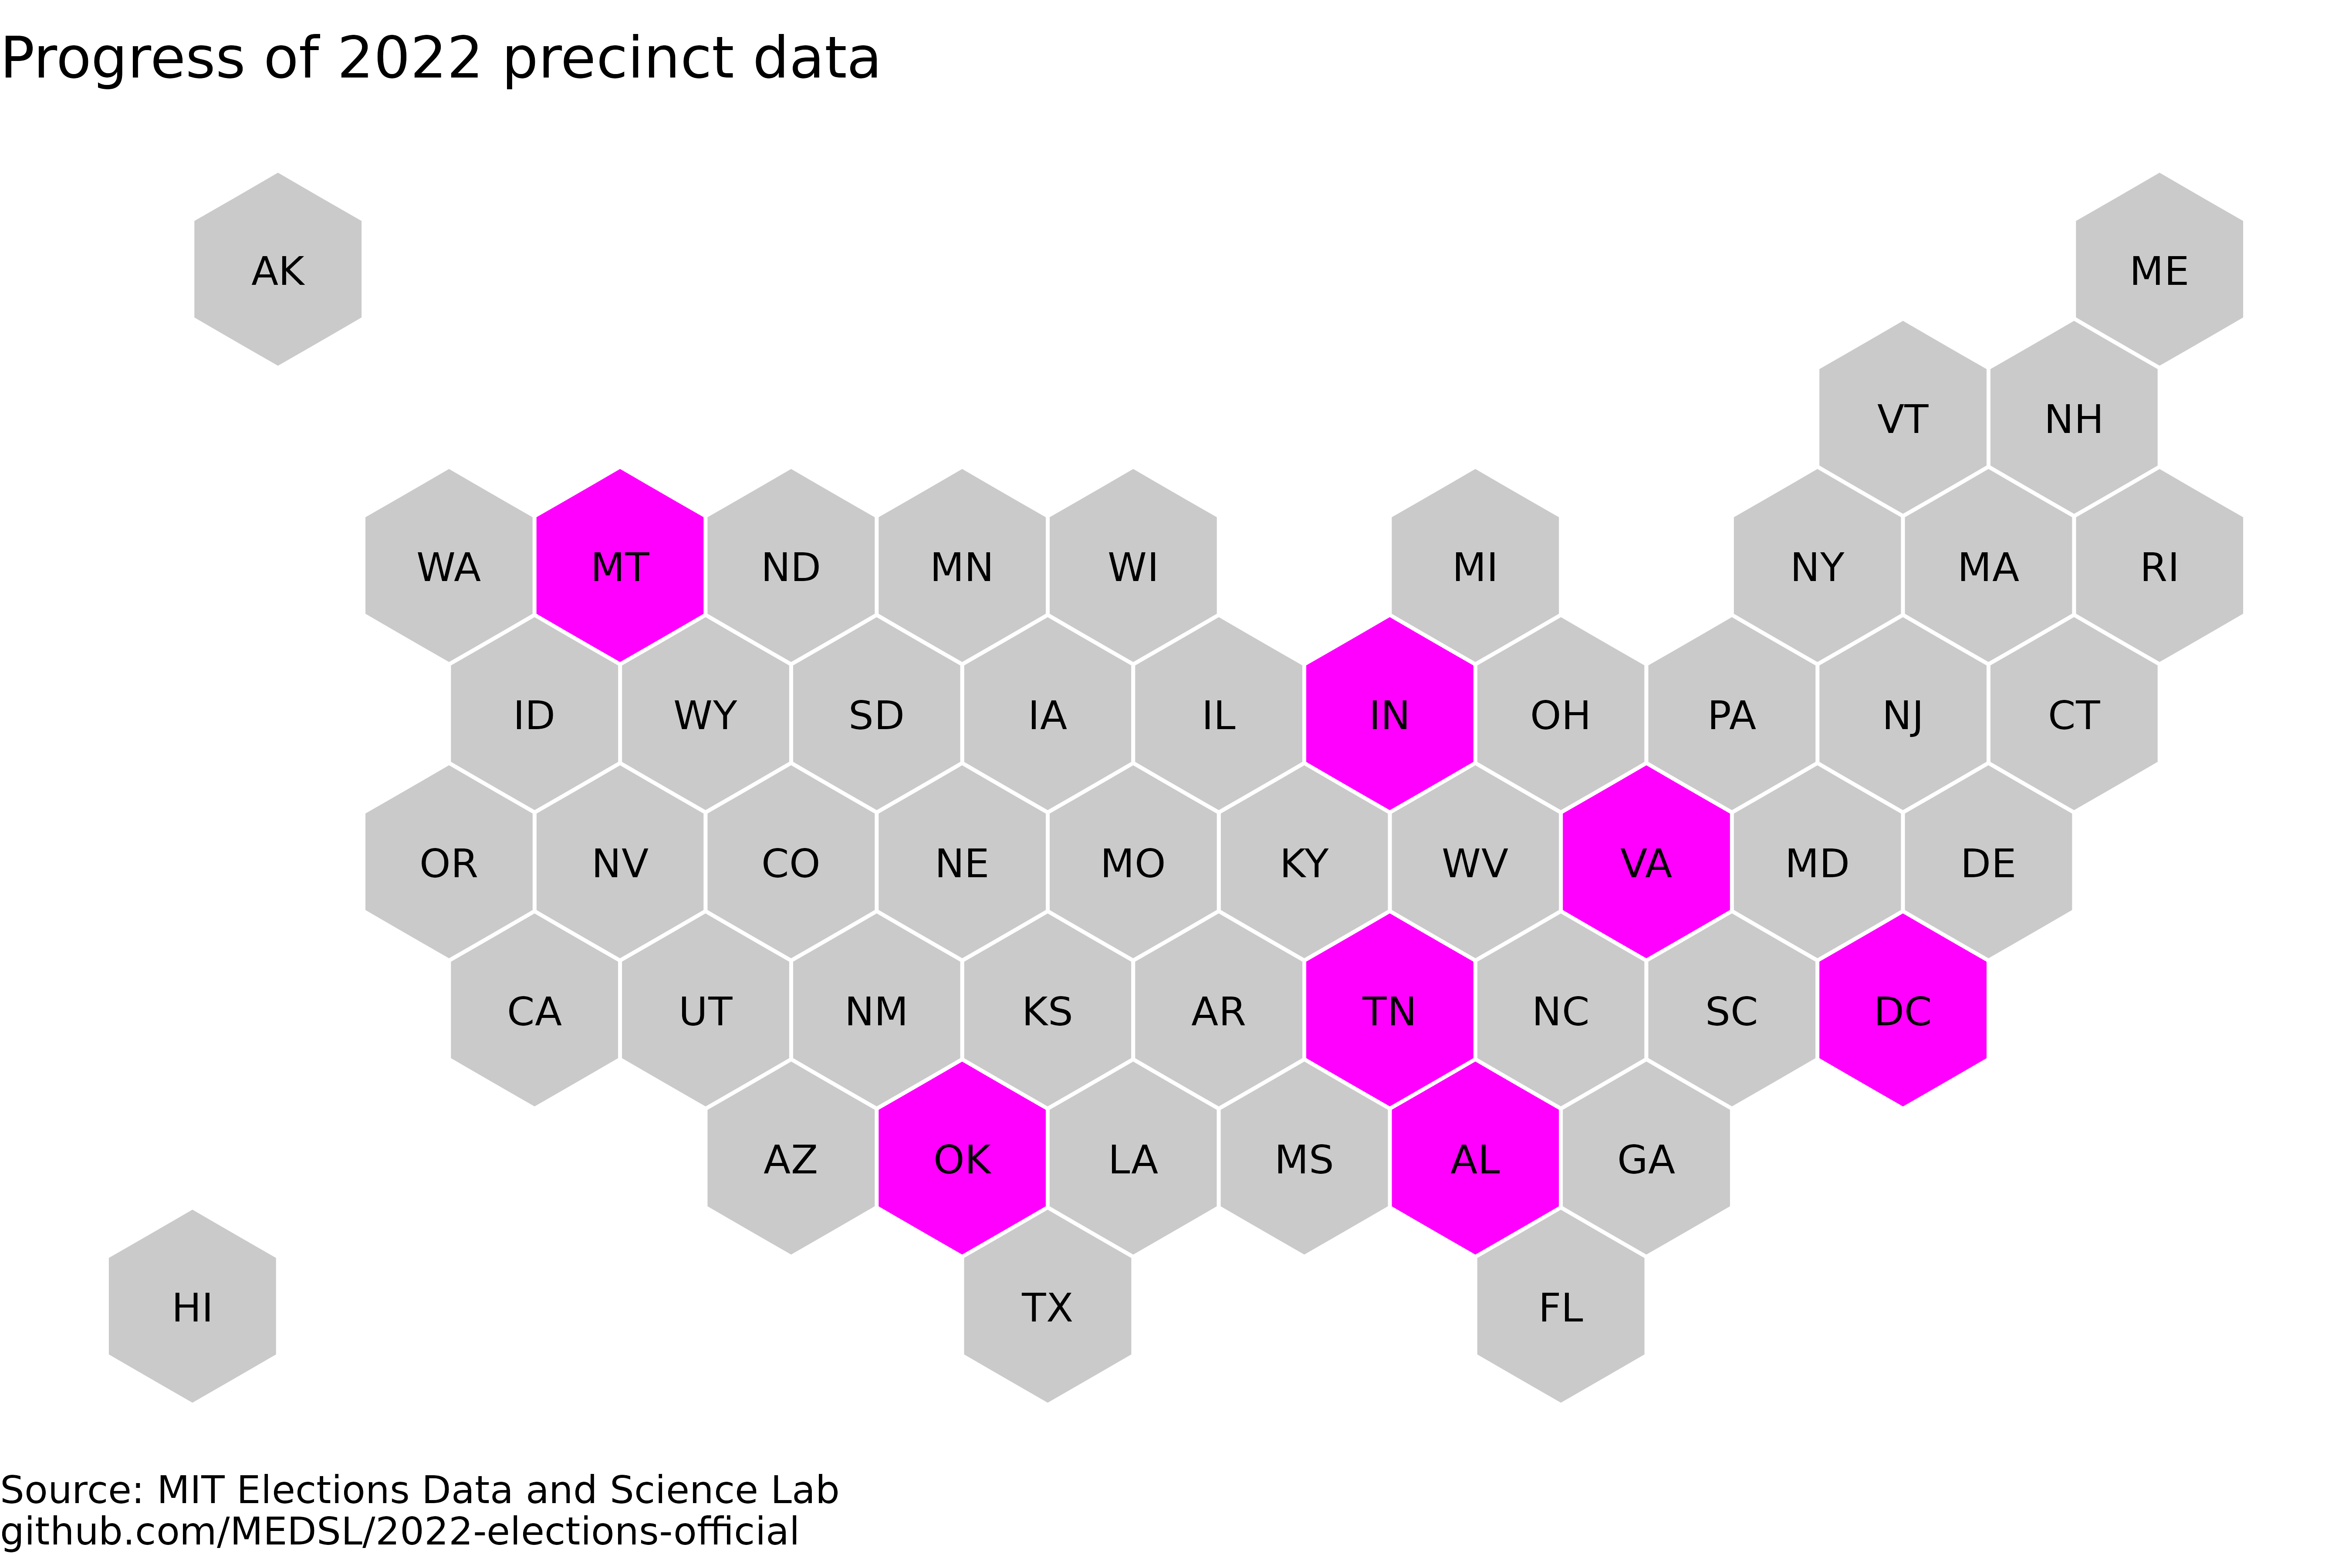 Progress of 2022 precinct data
AK ME
VT NH
WA MT ND MN WI MI NY MA RI
ID WY SD IA IL IN OH PA NJ CT
OR NV CO NE MO KY WV VA MD DE
CA UT NM KS AR TN NC SC DC
AZ OK LA MS AL GA
HI TX FL
Source: MIT Elections Data and Science Lab
github.com/MEDSL/2022-elections-official